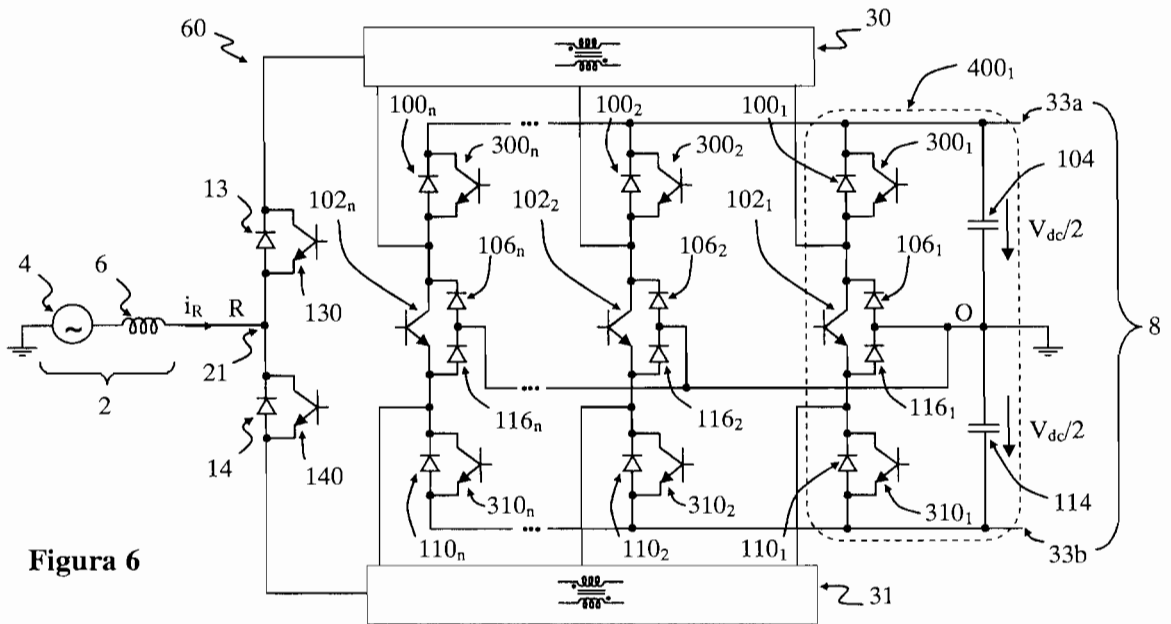 60
30
400₁
100ₙ
100₂
100₁
33a
300ₙ
300₂
300₁
104
13
102ₙ
102₂
102₁
V_dc/2
106ₙ
106₂
106₁
4
6
i_R
R
130
O
8
21
2
116ₙ
116₂
116₁
V_dc/2
14
140
114
310ₙ
310₂
310₁
110ₙ
110₂
110₁
33b
Figura 6
31